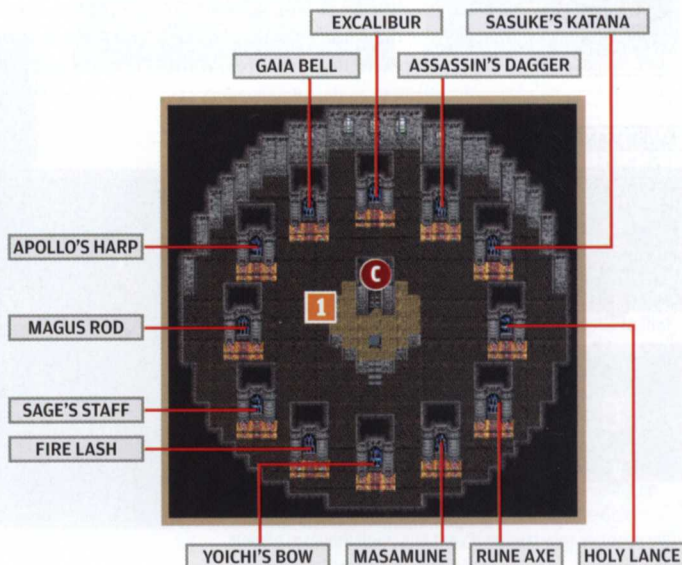 EXCALIBUR
SASUKE'S KATANA
GAIA BELL
ASSASSIN'S DAGGER
APOLLO'S HARP
C
1
MAGUS ROD
SAGE'S STAFF
FIRE LASH
YOICHI'S BOW
MASAMUNE
RUNE AXE
HOLY LANCE